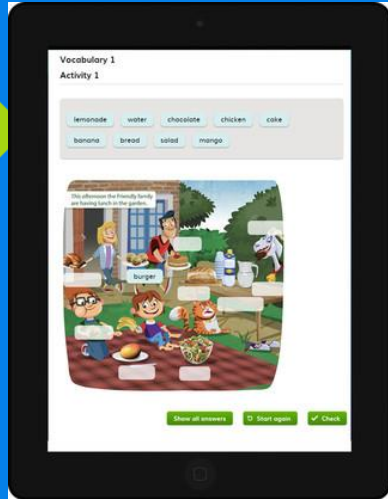 Vocabulary 1
Activity 1
lemonade water chocolate chicken cake
banana bread salad mango
This afternoon the Friendly family
are having lunch in the garden.
burger
Show all answers Start again Check